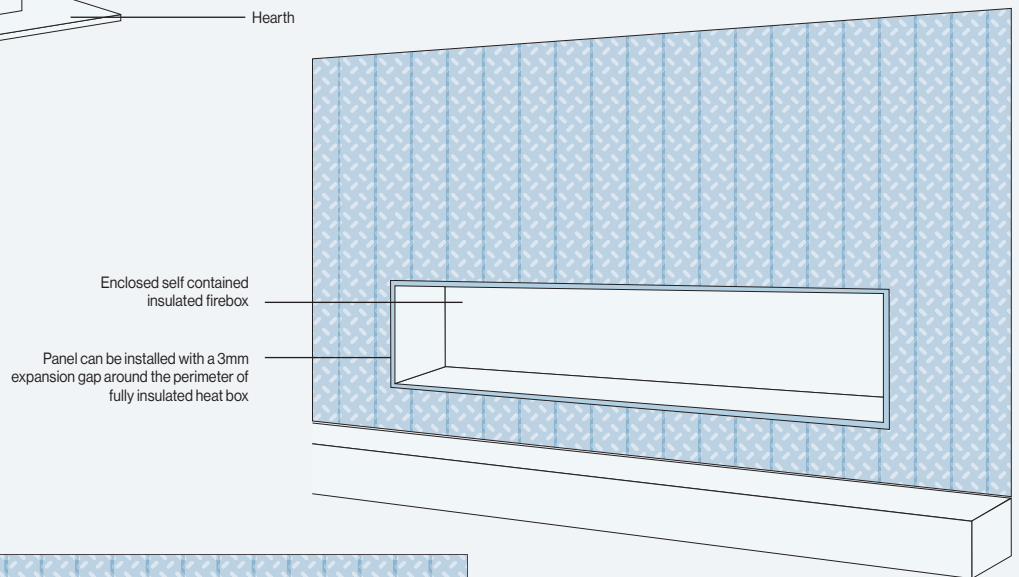 Hearth
Enclosed self contained
insulated firebox
Panel can be installed with a 3mm
expansion gap around the perimeter of
fully insulated heat box